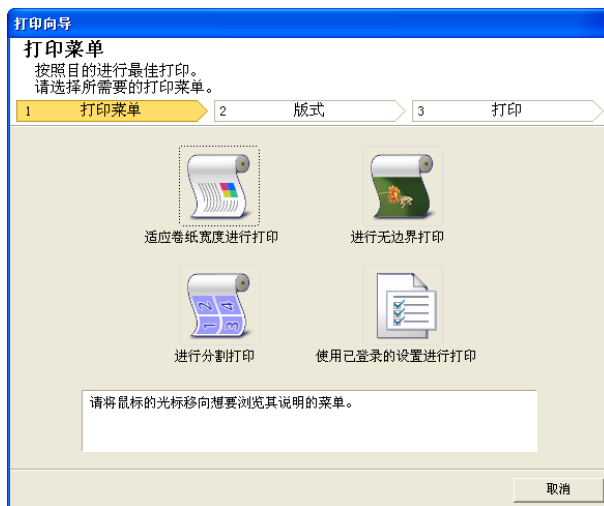 打印向导
打印菜单
按照目的进行最佳打印。
请选择所需要的打印菜单。
1 打印菜单 2 版式 3 打印
适应卷纸宽度进行打印 进行无边界打印
1 2 3 4
进行分割打印 使用已登录的设置进行打印
请将鼠标的光标移向想要浏览其说明的菜单。
取消